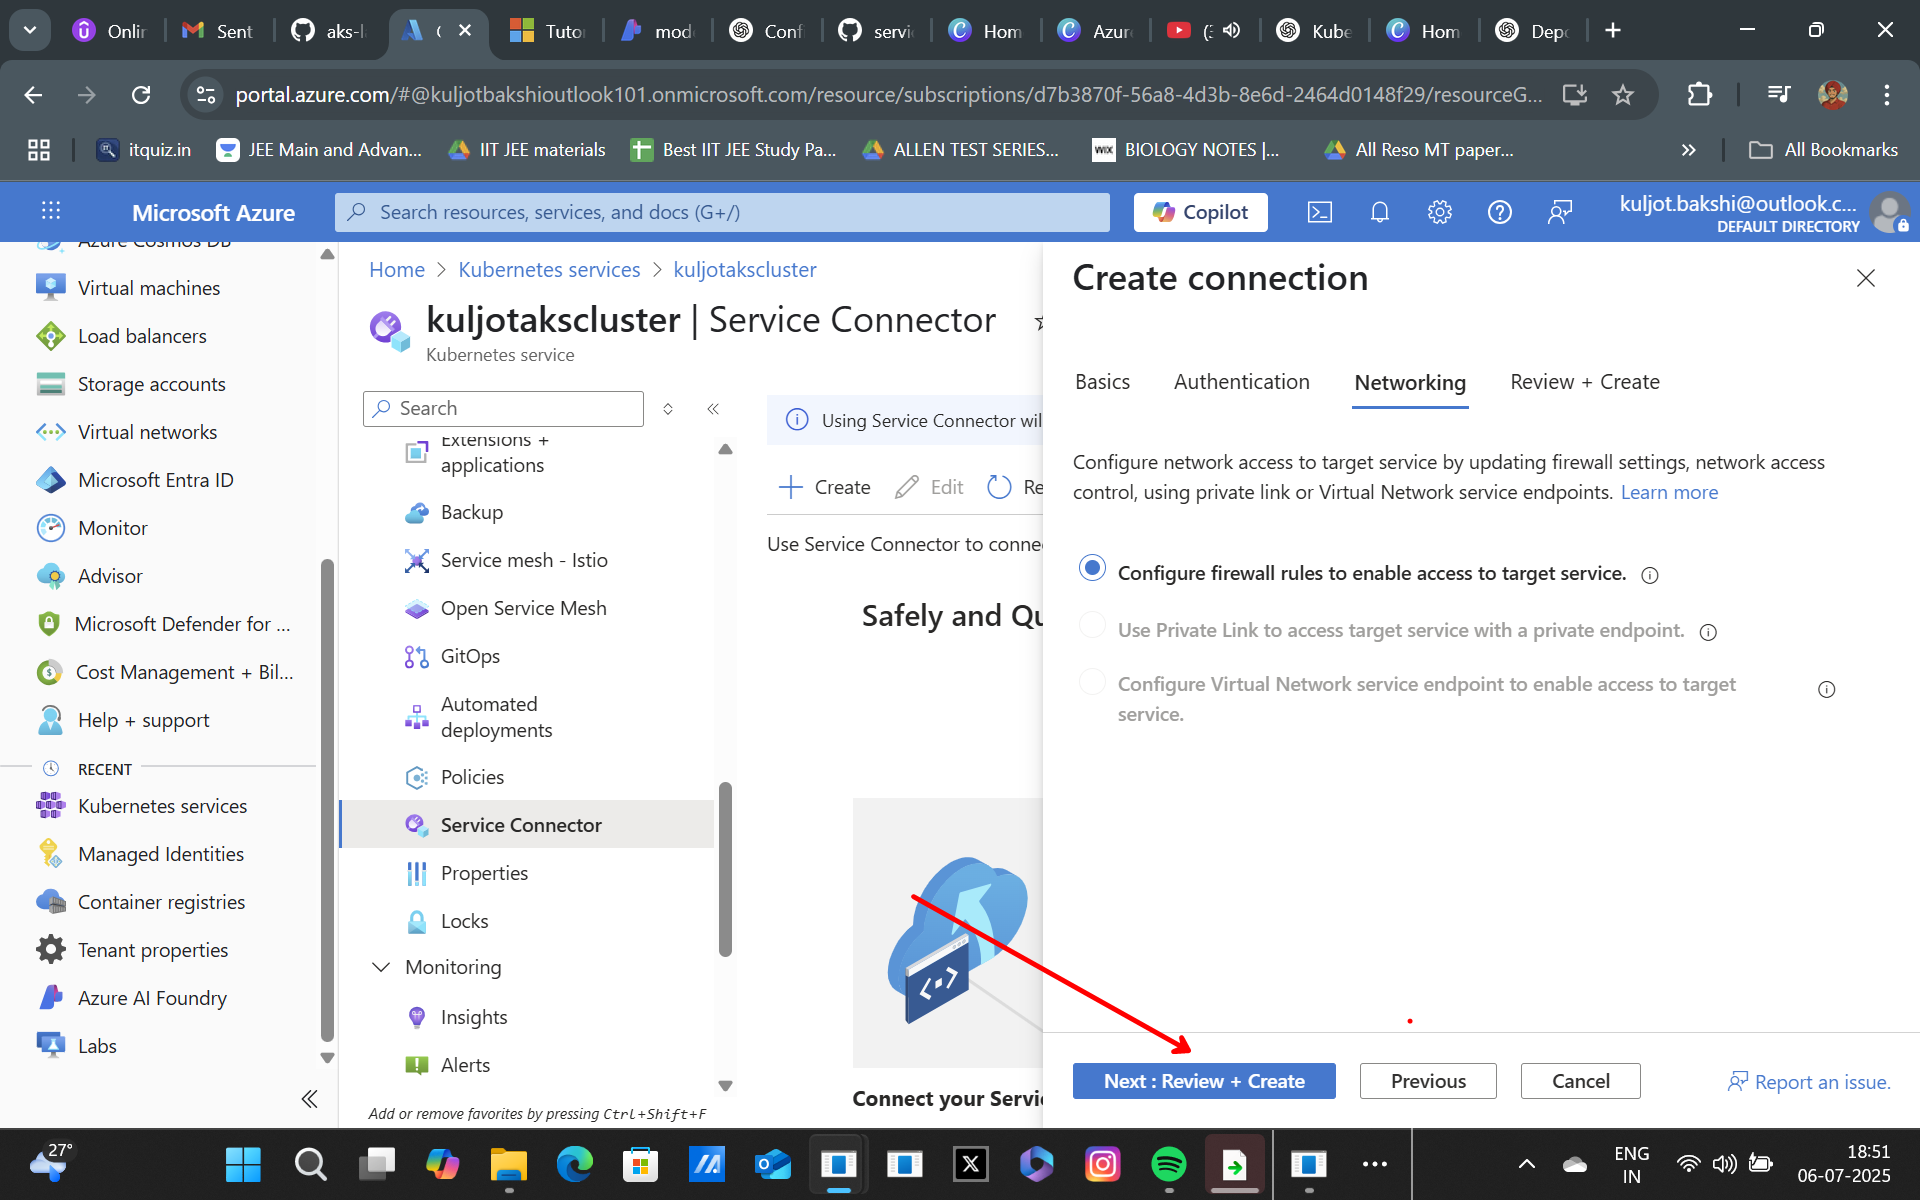 Onlin
Sent
aks-l
Tuto
mod
Conf
servi
Hom
Azur
Kube
Hom
Depl
portal.azure.com/#@kuljotbakshioutlook101.onmicrosoft.com/resource/subscriptions/d7b3870f-56a8-4d3b-8e6d-2464d0148f29/resourceG...
itquiz.in
JEE Main and Advan...
IIT JEE materials
Best IIT JEE Study Pa...
ALLEN TEST SERIES...
WIX
BIOLOGY NOTES |...
All Reso MT paper...
All Bookmarks
Microsoft Azure
Search resources, services, and docs (G+/)
Copilot
kuljot.bakshi@outlook.c...
DEFAULT DIRECTORY
Azure Cosmos DB
Virtual machines
Load balancers
Storage accounts
Virtual networks
Microsoft Entra ID
Monitor
Advisor
Microsoft Defender for ...
Cost Management + Bil...
Help + support
RECENT
Kubernetes services
Managed Identities
Container registries
Tenant properties
Azure AI Foundry
Labs
Home > Kubernetes services > kuljotakscluster
kuljotakscluster | Service Connector
Kubernetes service
Search
Extensions +
applications
Backup
Service mesh - Istio
Open Service Mesh
GitOps
Automated
deployments
Policies
Service Connector
Properties
Locks
Monitoring
Insights
Alerts
Add or remove favorites by pressing Ctrl+Shift+F
Using Service Connector wil
Create
Edit
Re
Use Service Connector to conne
Safely and Qu
Connect your Servi
Create connection
Basics
Authentication
Networking
Review + Create
Configure network access to target service by updating firewall settings, network access
control, using private link or Virtual Network service endpoints. Learn more
Configure firewall rules to enable access to target service.
Use Private Link to access target service with a private endpoint.
Configure Virtual Network service endpoint to enable access to target
service.
Next : Review + Create
Previous
Cancel
Report an issue.
27°
ENG
IN
18:51
06-07-2025